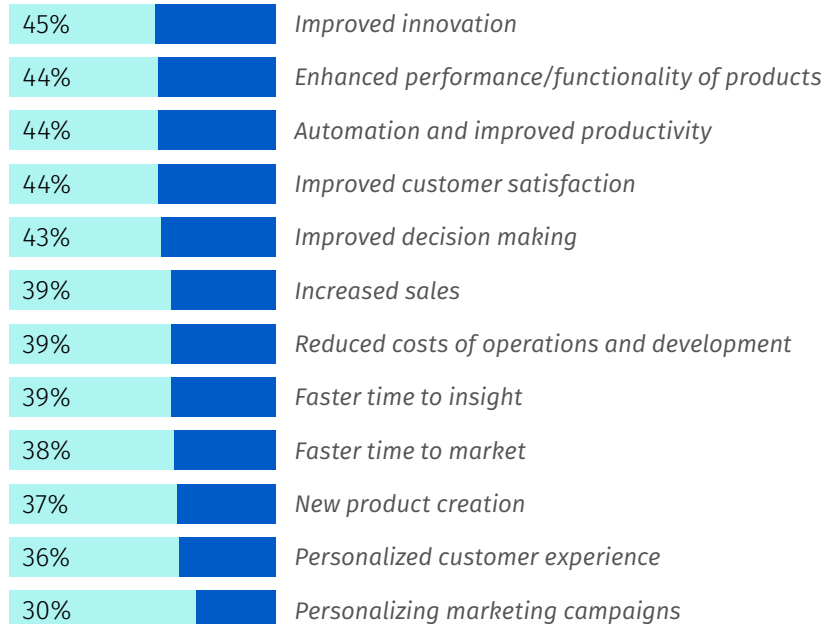 45% Improved innovation
44% Enhanced performance/functionality of products
44% Automation and improved productivity
44% Improved customer satisfaction
43% Improved decision making
39% Increased sales
39% Reduced costs of operations and development
39% Faster time to insight
38% Faster time to market
37% New product creation
36% Personalized customer experience
30% Personalizing marketing campaigns